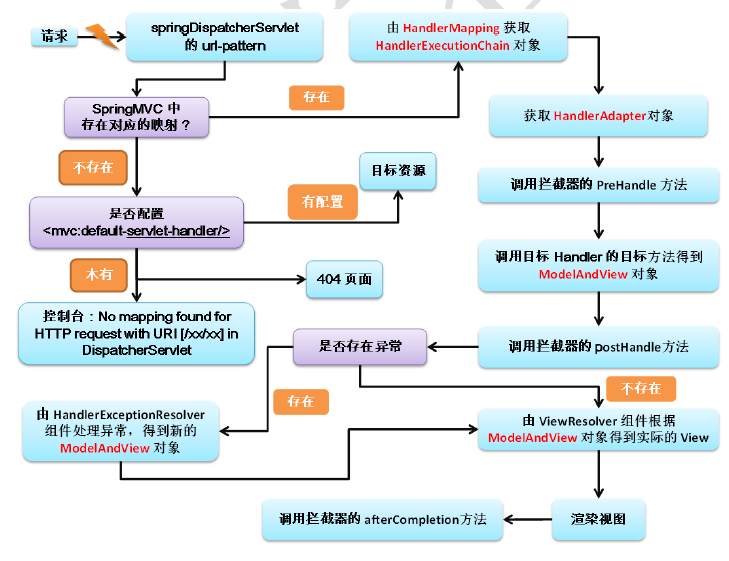 请求
springDispatcherServlet
的 url-pattern
由 HandlerMapping 获取
HandlerExecutionChain 对象
SpringMVC 中
存在对应的映射？
存在
获取 HandlerAdapter对象
不存在
目标资源
调用拦截器的 PreHandle 方法
是否配置
<mvc:default-servlet-handler/>
有配置
调用目标 Handler 的目标方法得到
ModelAndView 对象
木有
404 页面
控制台：No mapping found for
HTTP request with URI [/xx/xx] in
DispatcherServlet
是否存在异常
调用拦截器的 postHandle方法
存在
不存在
由 HandlerExceptionResolver
组件处理异常，得到新的
ModelAndView 对象
由 ViewResolver 组件根据
ModelAndView 对象得到实际的 View
调用拦截器的 afterCompletion方法
渲染视图